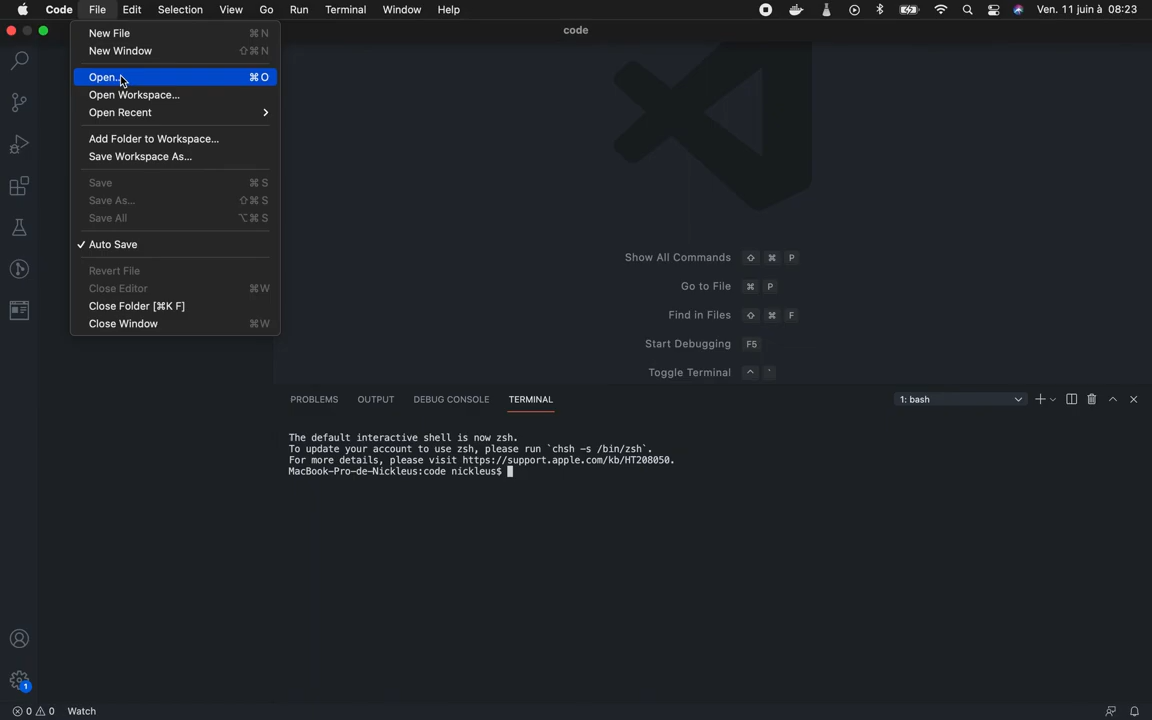 Code File Edit Selection View Go Run Terminal Window Help Ven. 11 juin à 08:23
code
New File ⌘ N
New Window ⇧ ⌘ N
Open... ⌘ O
Open Workspace...
Open Recent
Add Folder to Workspace...
Save Workspace As...
Save ⌘ S
Save As... ⇧ ⌘ S
Save All ⌥ ⌘ S
✓ Auto Save
Revert File
Close Editor ⌘ W
Close Folder [⌘K F]
Close Window ⌘ W
Show All Commands ⇧ ⌘ P
Go to File ⌘ P
Find in Files ⇧ ⌘ F
Start Debugging F5
Toggle Terminal ^ `
PROBLEMS OUTPUT DEBUG CONSOLE TERMINAL 1: bash
The default interactive shell is now zsh.
To update your account to use zsh, please run `chsh -s /bin/zsh`.
For more details, please visit https://support.apple.com/kb/HT208050.
MacBook-Pro-de-Nickleus:code nickleus$
1
0 0 Watch